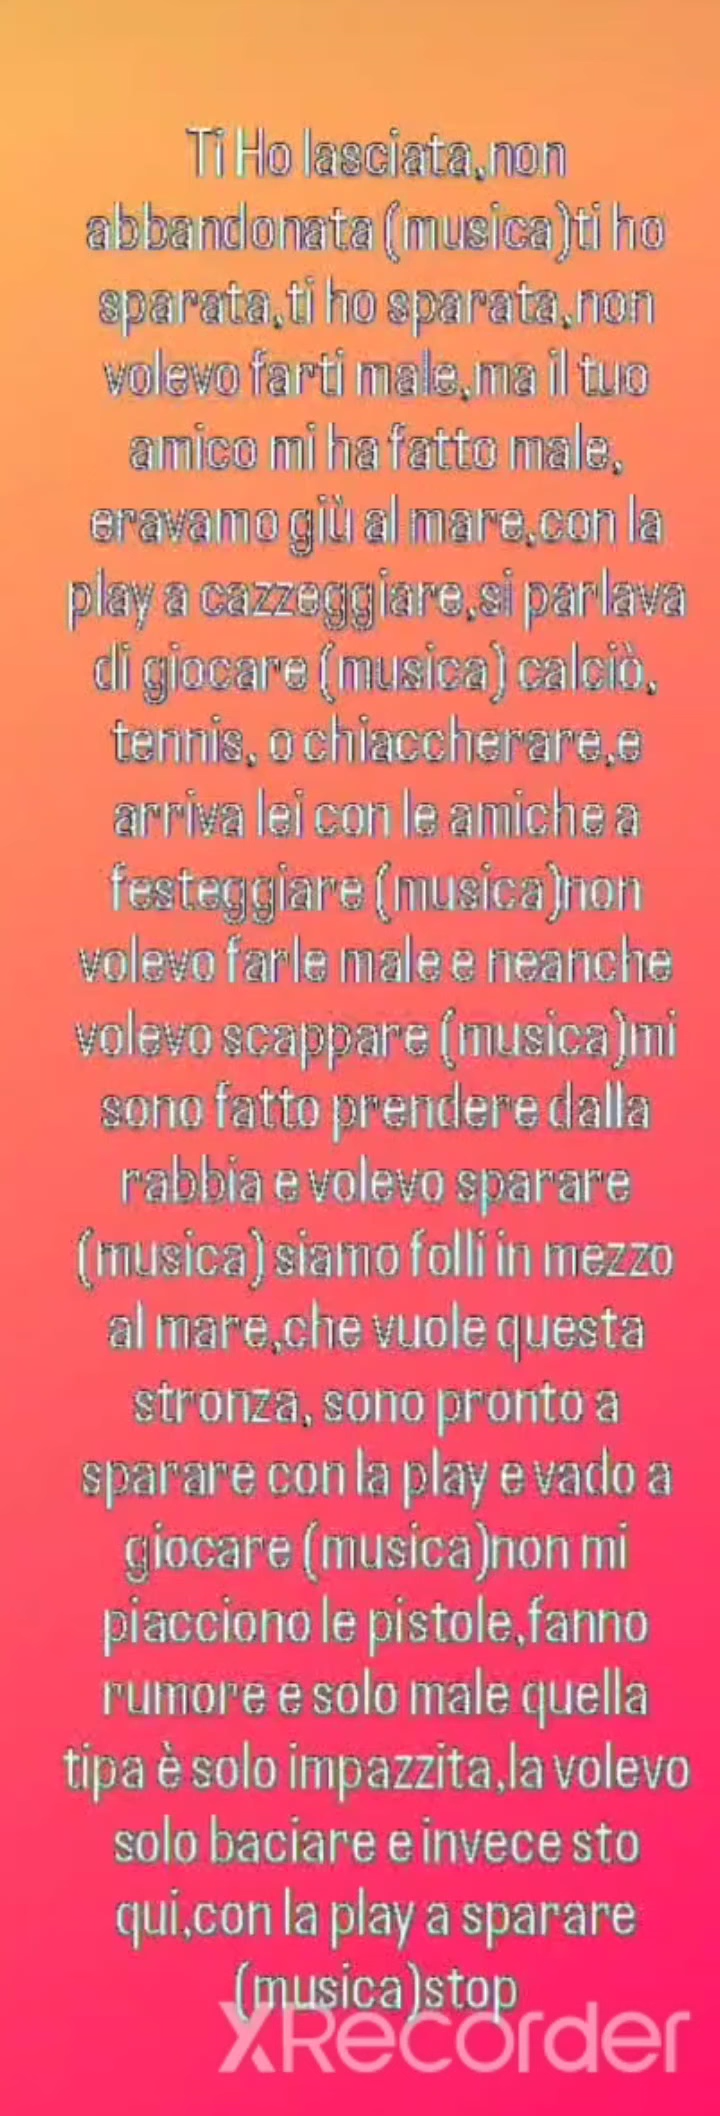 Ti Ho lasciata,non
abbandonata (musica)ti ho
sparata,ti ho sparata,non
volevo farti male,ma il tuo
amico mi ha fatto male,
eravamo giù al mare,con la
play a cazzeggiare,si parlava
di giocare (musica) calciò,
tennis, o chiaccherare,e
arriva lei con le amiche a
festeggiare (musica)non
volevo farle male e neanche
volevo scappare (musica)mi
sono fatto prendere dalla
rabbia e volevo sparare
(musica) siamo folli in mezzo
al mare,che vuole questa
stronza, sono pronto a
sparare con la play e vado a
giocare (musica)non mi
piacciono le pistole,fanno
rumore e solo male quella
tipa è solo impazzita,la volevo
solo baciare e invece sto
qui,con la play a sparare
(musica)stop
XRecorder